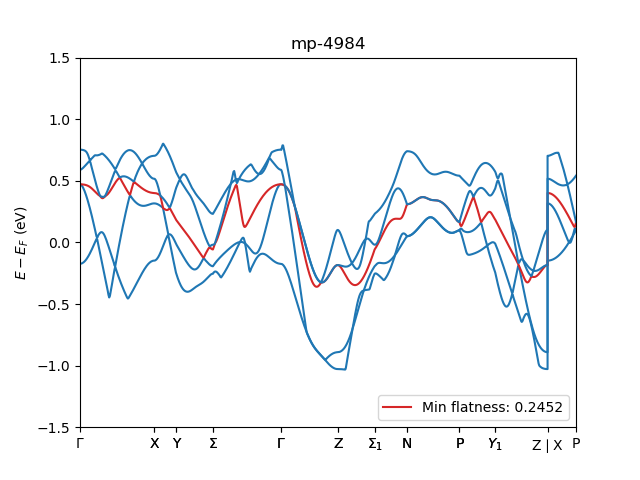 mp-4984
E − E_F (eV)
1.5
1.0
0.5
0.0
−0.5
−1.0
−1.5
Min flatness: 0.2452
Γ X Y Σ Γ Z Σ₁ N P Y₁ Z | X P